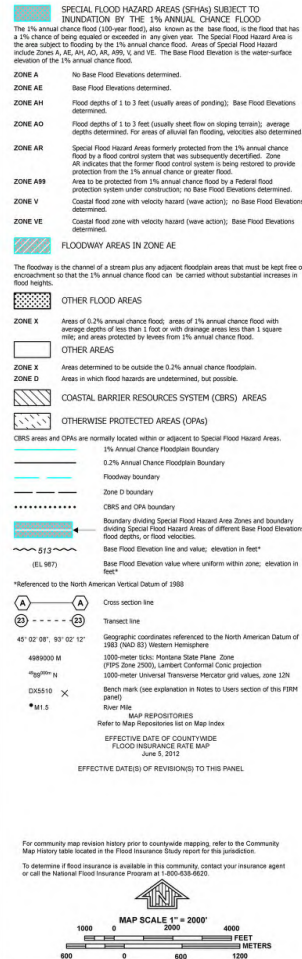 SPECIAL FLOOD HAZARD AREAS (SFHAs) SUBJECT TO
INUNDATION BY THE 1% ANNUAL CHANCE FLOOD
The 1% annual chance flood (100-year flood), also known as the base flood, is the flood that has
a 1% chance of being equaled or exceeded in any given year. The Special Flood Hazard Area is
the area subject to flooding by the 1% annual chance flood. Areas of Special Flood Hazard
include Zones A, AE, AH, AO, AR, A99, V, and VE. The Base Flood Elevation is the water-surface
elevation of the 1% annual chance flood.
ZONE A No Base Flood Elevations determined.
ZONE AE Base Flood Elevations determined.
ZONE AH Flood depths of 1 to 3 feet (usually areas of ponding); Base Flood Elevations
determined.
ZONE AO Flood depths of 1 to 3 feet (usually sheet flow on sloping terrain); average
depths determined. For areas of alluvial fan flooding, velocities also determined
ZONE AR Special Flood Hazard Areas formerly protected from the 1% annual chance
flood by a flood control system that was subsequently decertified. Zone
AR indicates that the former flood control system is being restored to provide
protection from the 1% annual chance or greater flood.
ZONE A99 Area to be protected from 1% annual chance flood by a Federal flood
protection system under construction; no Base Flood Elevations determined.
ZONE V Coastal flood zone with velocity hazard (wave action); no Base Flood Elevations
determined.
ZONE VE Coastal flood zone with velocity hazard (wave action); Base Flood Elevations
determined.
FLOODWAY AREAS IN ZONE AE
The floodway is the channel of a stream plus any adjacent floodplain areas that must be kept free o
encroachment so that the 1% annual chance flood can be carried without substantial increases in
flood heights.
OTHER FLOOD AREAS
ZONE X Areas of 0.2% annual chance flood; areas of 1% annual chance flood with
average depths of less than 1 foot or with drainage areas less than 1 square
mile; and areas protected by levees from 1% annual chance flood.
OTHER AREAS
ZONE X Areas determined to be outside the 0.2% annual chance floodplain.
ZONE D Areas in which flood hazards are undetermined, but possible.
COASTAL BARRIER RESOURCES SYSTEM (CBRS) AREAS
OTHERWISE PROTECTED AREAS (OPAs)
CBRS areas and OPAs are normally located within or adjacent to Special Flood Hazard Areas.
1% Annual Chance Floodplain Boundary
0.2% Annual Chance Floodplain Boundary
Floodway boundary
Zone D boundary
CBRS and OPA boundary
Boundary dividing Special Flood Hazard Area Zones and boundary
dividing Special Flood Hazard Areas of different Base Flood Elevations
flood depths, or flood velocities.
513 Base Flood Elevation line and value; elevation in feet*
(EL 987) Base Flood Elevation value where uniform within zone; elevation in
feet*
*Referenced to the North American Vertical Datum of 1988
A A Cross section line
23 23 Transect line
45° 02' 08", 93° 02' 12" Geographic coordinates referenced to the North American Datum of
1983 (NAD 83) Western Hemisphere
4989000 M 1000-meter ticks: Montana State Plane Zone
(FIPS Zone 2500), Lambert Conformal Conic projection
4989000m N 1000-meter Universal Transverse Mercator grid values, zone 12N
DX5510 Bench mark (see explanation in Notes to Users section of this FIRM
panel)
M1.5 River Mile
MAP REPOSITORIES
Refer to Map Repositories list on Map Index
EFFECTIVE DATE OF COUNTYWIDE
FLOOD INSURANCE RATE MAP
June 5, 2012
EFFECTIVE DATE(S) OF REVISION(S) TO THIS PANEL
For community map revision history prior to countywide mapping, refer to the Community
Map History table located in the Flood Insurance Study report for this jurisdiction.
To determine if flood insurance is available in this community, contact your insurance agent
or call the National Flood Insurance Program at 1-800-638-6620.
N
MAP SCALE 1" = 2000'
1000 0 2000 4000
FEET
METERS
600 0 600 1200